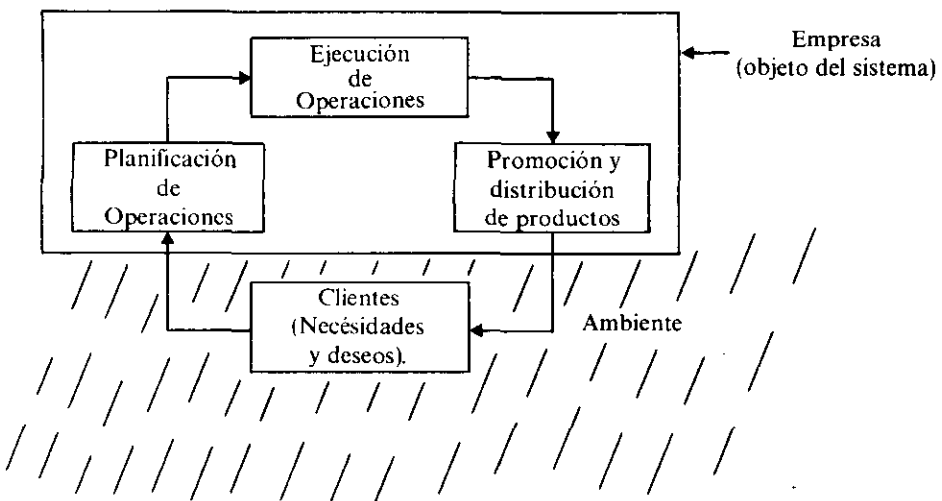 Ejecución
de
Operaciones
Empresa
(objeto del sistema)
Planificación
de
Operaciones
Promoción y
distribución
de productos
Clientes
(Necésidades
y deseos).
Ambiente